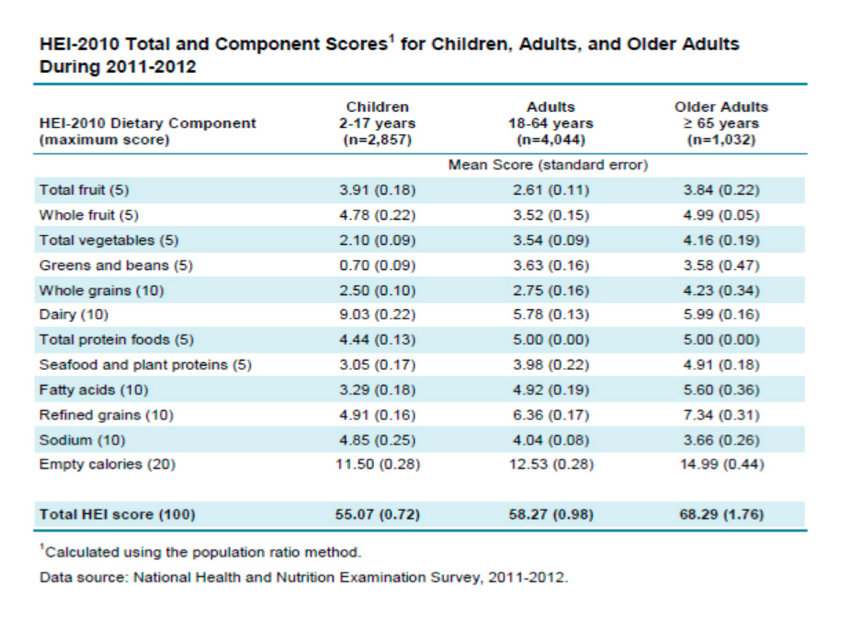 HEI-2010 Total and Component Scores¹ for Children, Adults, and Older Adults
During 2011-2012
HEI-2010 Dietary Component
(maximum score)
Children
2-17 years
(n=2,857)
Adults
18-64 years
(n=4,044)
Older Adults
≥ 65 years
(n=1,032)
Mean Score (standard error)
Total fruit (5) 3.91 (0.18) 2.61 (0.11) 3.84 (0.22)
Whole fruit (5) 4.78 (0.22) 3.52 (0.15) 4.99 (0.05)
Total vegetables (5) 2.10 (0.09) 3.54 (0.09) 4.16 (0.19)
Greens and beans (5) 0.70 (0.09) 3.63 (0.16) 3.58 (0.47)
Whole grains (10) 2.50 (0.10) 2.75 (0.16) 4.23 (0.34)
Dairy (10) 9.03 (0.22) 5.78 (0.13) 5.99 (0.16)
Total protein foods (5) 4.44 (0.13) 5.00 (0.00) 5.00 (0.00)
Seafood and plant proteins (5) 3.05 (0.17) 3.98 (0.22) 4.91 (0.18)
Fatty acids (10) 3.29 (0.18) 4.92 (0.19) 5.60 (0.36)
Refined grains (10) 4.91 (0.16) 6.36 (0.17) 7.34 (0.31)
Sodium (10) 4.85 (0.25) 4.04 (0.08) 3.66 (0.26)
Empty calories (20) 11.50 (0.28) 12.53 (0.28) 14.99 (0.44)
Total HEI score (100) 55.07 (0.72) 58.27 (0.98) 68.29 (1.76)
¹Calculated using the population ratio method.
Data source: National Health and Nutrition Examination Survey, 2011-2012.